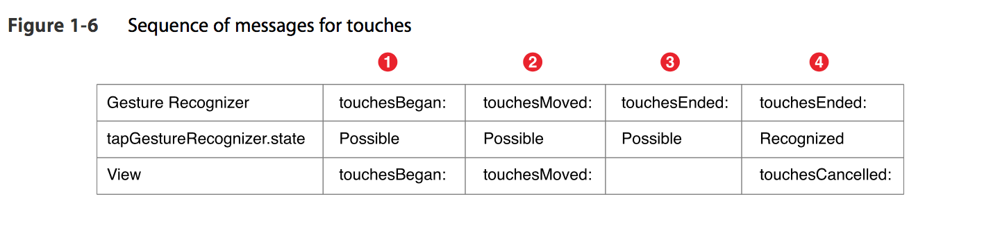 Figure 1-6 Sequence of messages for touches
1 2 3 4
Gesture Recognizer touchesBegan: touchesMoved: touchesEnded: touchesEnded:
tapGestureRecognizer.state Possible Possible Possible Recognized
View touchesBegan: touchesMoved: touchesCancelled: